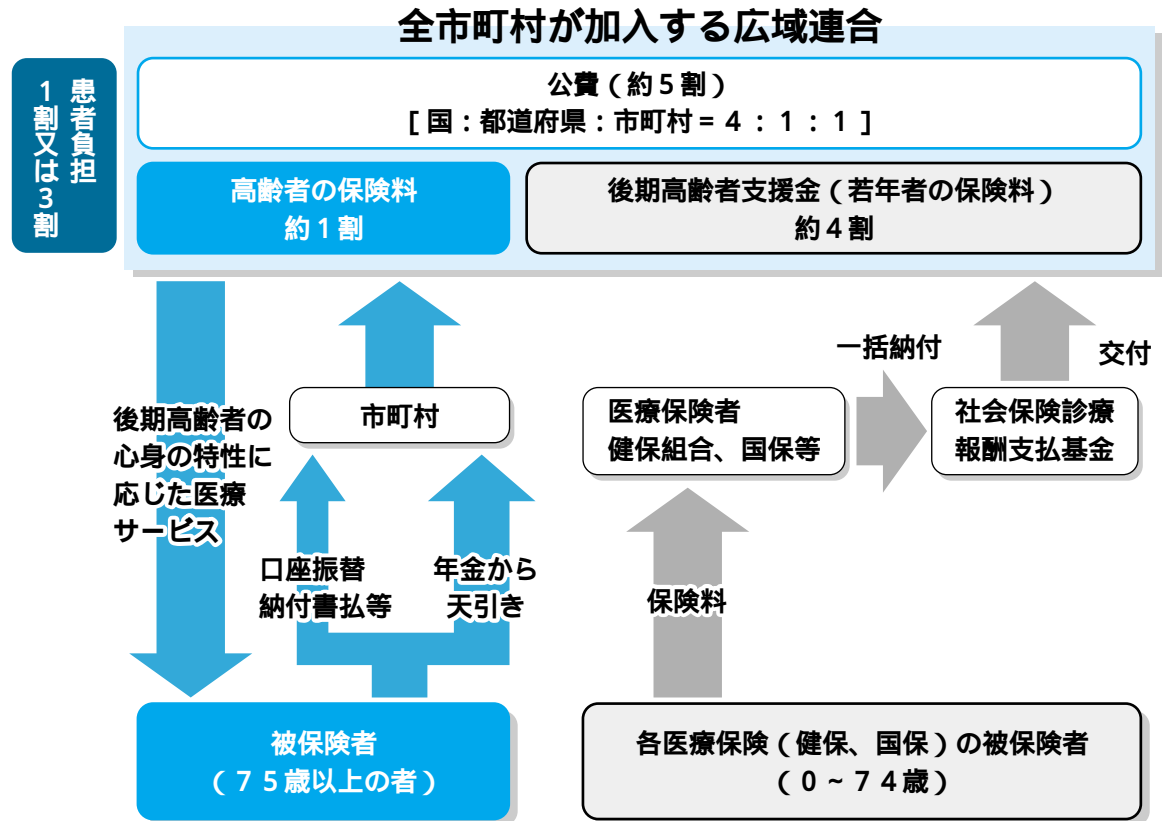 全市町村が加入する広域連合
患者負担
1割又は3割
公費（約5割）
[国：都道府県：市町村＝4：1：1]
高齢者の保険料
約1割
後期高齢者支援金（若年者の保険料）
約4割
後期高齢者の
心身の特性に
応じた医療
サービス
市町村
口座振替
納付書払等
年金から
天引き
医療保険者
健保組合、国保等
一括納付
社会保険診療
報酬支払基金
交付
保険料
被保険者
（75歳以上の者）
各医療保険（健保、国保）の被保険者
（0～74歳）